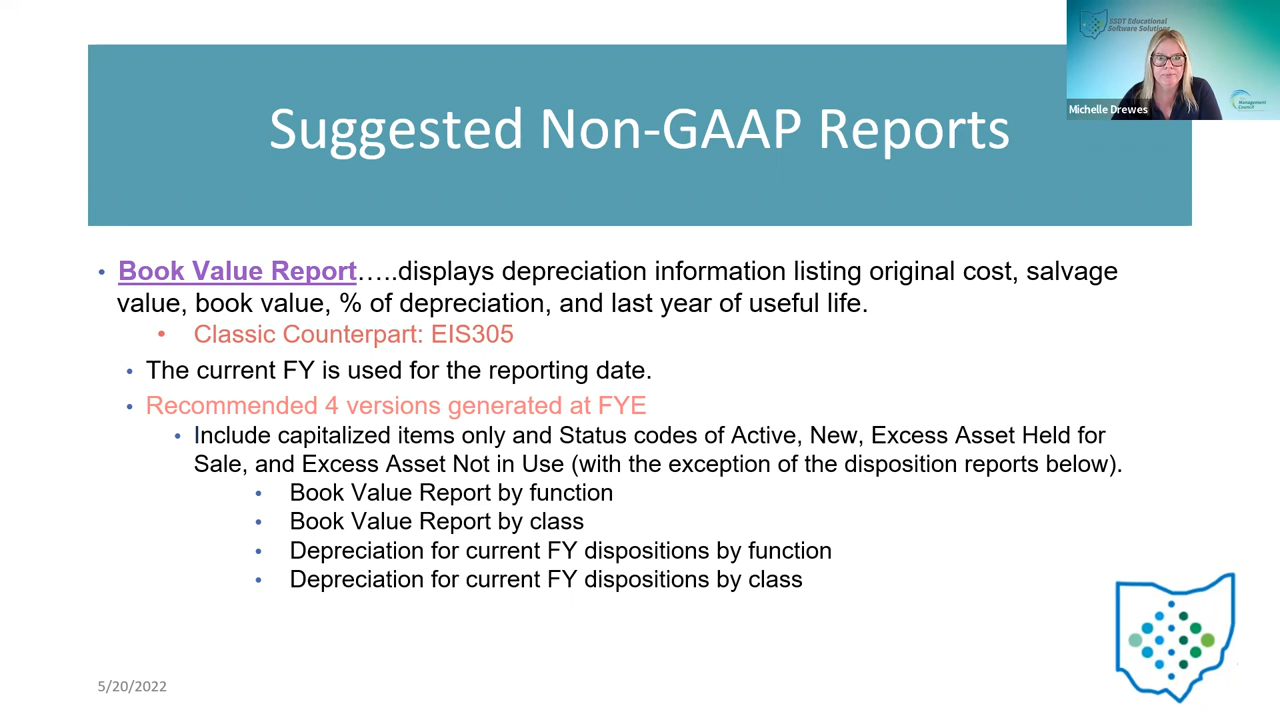 SSDT Educational
Software Solutions
Michelle Drewes
Management
Council
Suggested Non-GAAP Reports
• Book Value Report…..displays depreciation information listing original cost, salvage
value, book value, % of depreciation, and last year of useful life.
• Classic Counterpart: EIS305
• The current FY is used for the reporting date.
• Recommended 4 versions generated at FYE
• Include capitalized items only and Status codes of Active, New, Excess Asset Held for
Sale, and Excess Asset Not in Use (with the exception of the disposition reports below).
• Book Value Report by function
• Book Value Report by class
• Depreciation for current FY dispositions by function
• Depreciation for current FY dispositions by class
5/20/2022